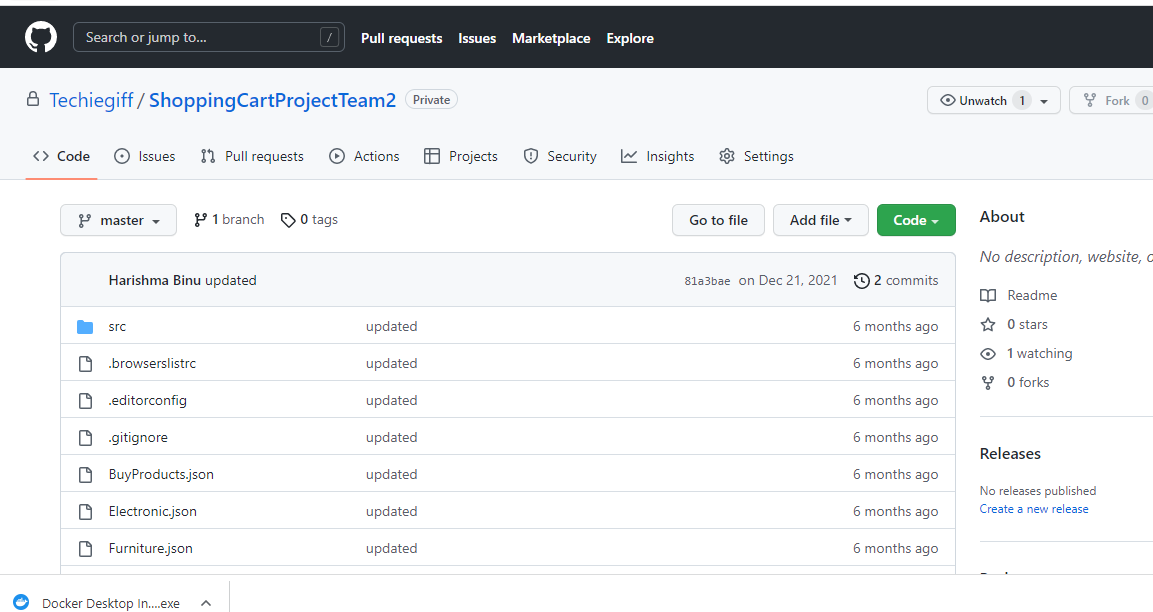 Search or jump to... /
Pull requests Issues Marketplace Explore
Techiegiff / ShoppingCartProjectTeam2 Private
Unwatch 1 Fork 0
Code Issues Pull requests Actions Projects Security Insights Settings
master 1 branch 0 tags Go to file Add file Code
About
Harishma Binu updated 81a3bae on Dec 21, 2021 2 commits
No description, website,
src updated 6 months ago
Readme
0 stars
.browserslistrc updated 6 months ago
1 watching
0 forks
.editorconfig updated 6 months ago
.gitignore updated 6 months ago
Releases
BuyProducts.json updated 6 months ago
No releases published
Create a new release
Electronic.json updated 6 months ago
Furniture.json updated 6 months ago
Docker Desktop In....exe